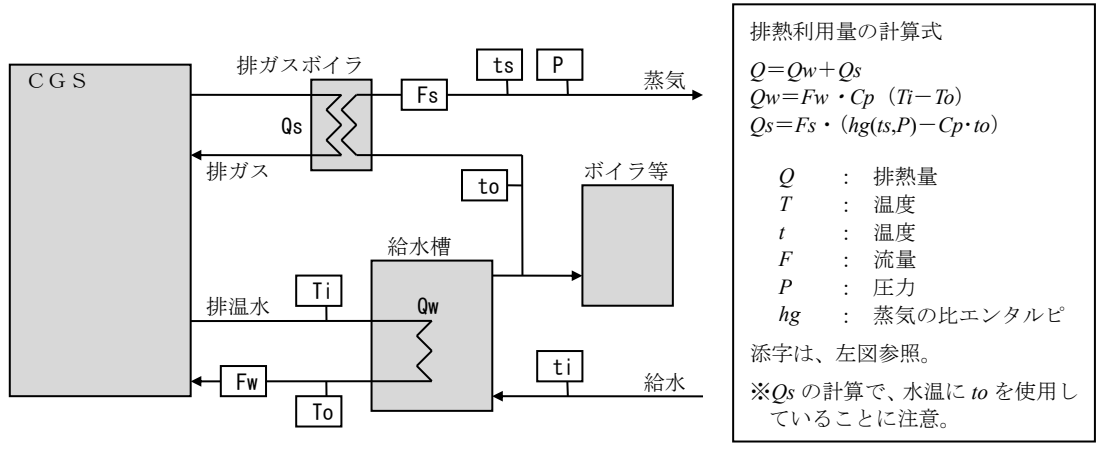 CGS
排ガスボイラ
Qs
Fs
ts
P
蒸気
排ガス
to
ボイラ等
給水槽
Ti
排温水
Qw
Fw
To
ti
給水
排熱利用量の計算式
Q=Qw+Qs
Qw=Fw・Cp（Ti−To）
Qs=Fs・（hg(ts,P)−Cp･to）
Q : 排熱量
T : 温度
t : 温度
F : 流量
P : 圧力
hg : 蒸気の比エンタルピ
添字は、左図参照。
※Qs の計算で、水温に to を使用し
ていることに注意。